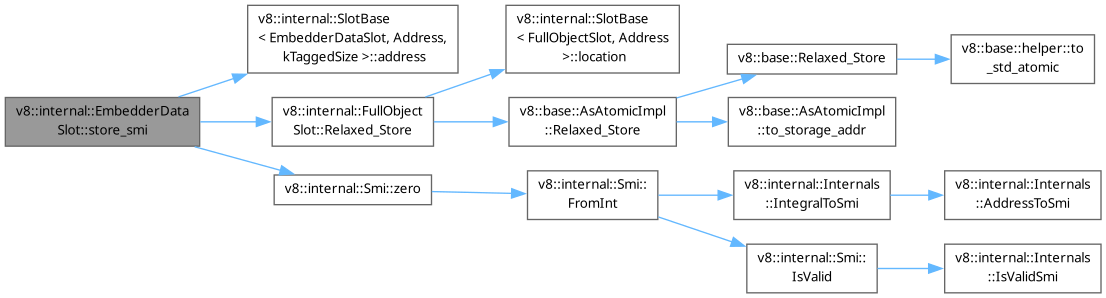 v8::internal::EmbedderData
Slot::store_smi
v8::internal::SlotBase
< EmbedderDataSlot, Address,
kTaggedSize >::address
v8::internal::FullObject
Slot::Relaxed_Store
v8::internal::Smi::zero
v8::internal::SlotBase
< FullObjectSlot, Address
>::location
v8::base::AsAtomicImpl
::Relaxed_Store
v8::internal::Smi::
FromInt
v8::base::Relaxed_Store
v8::base::AsAtomicImpl
::to_storage_addr
v8::internal::Internals
::IntegralToSmi
v8::internal::Smi::
IsValid
v8::base::helper::to
_std_atomic
v8::internal::Internals
::AddressToSmi
v8::internal::Internals
::IsValidSmi